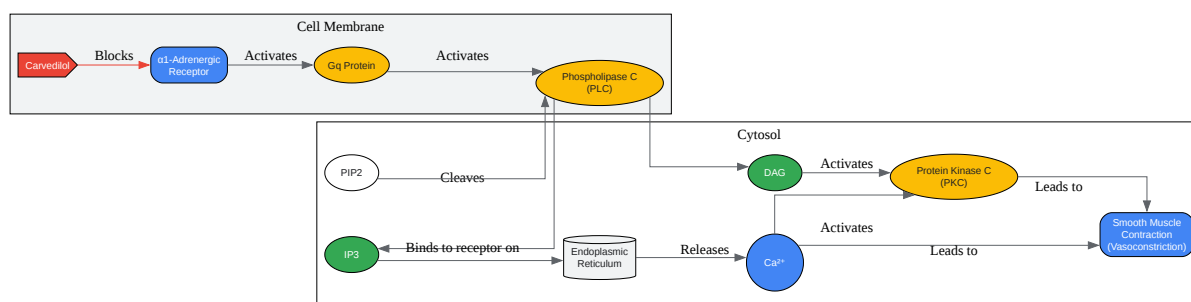 Cell Membrane
Carvedilol
Blocks
α1-Adrenergic
Receptor
Activates
Gq Protein
Activates
Phospholipase C
(PLC)
Cytosol
PIP2
Cleaves
DAG
Activates
Protein Kinase C
(PKC)
Leads to
IP3
Binds to receptor on
Endoplasmic
Reticulum
Releases
Ca²⁺
Activates
Leads to
Smooth Muscle
Contraction
(Vasoconstriction)